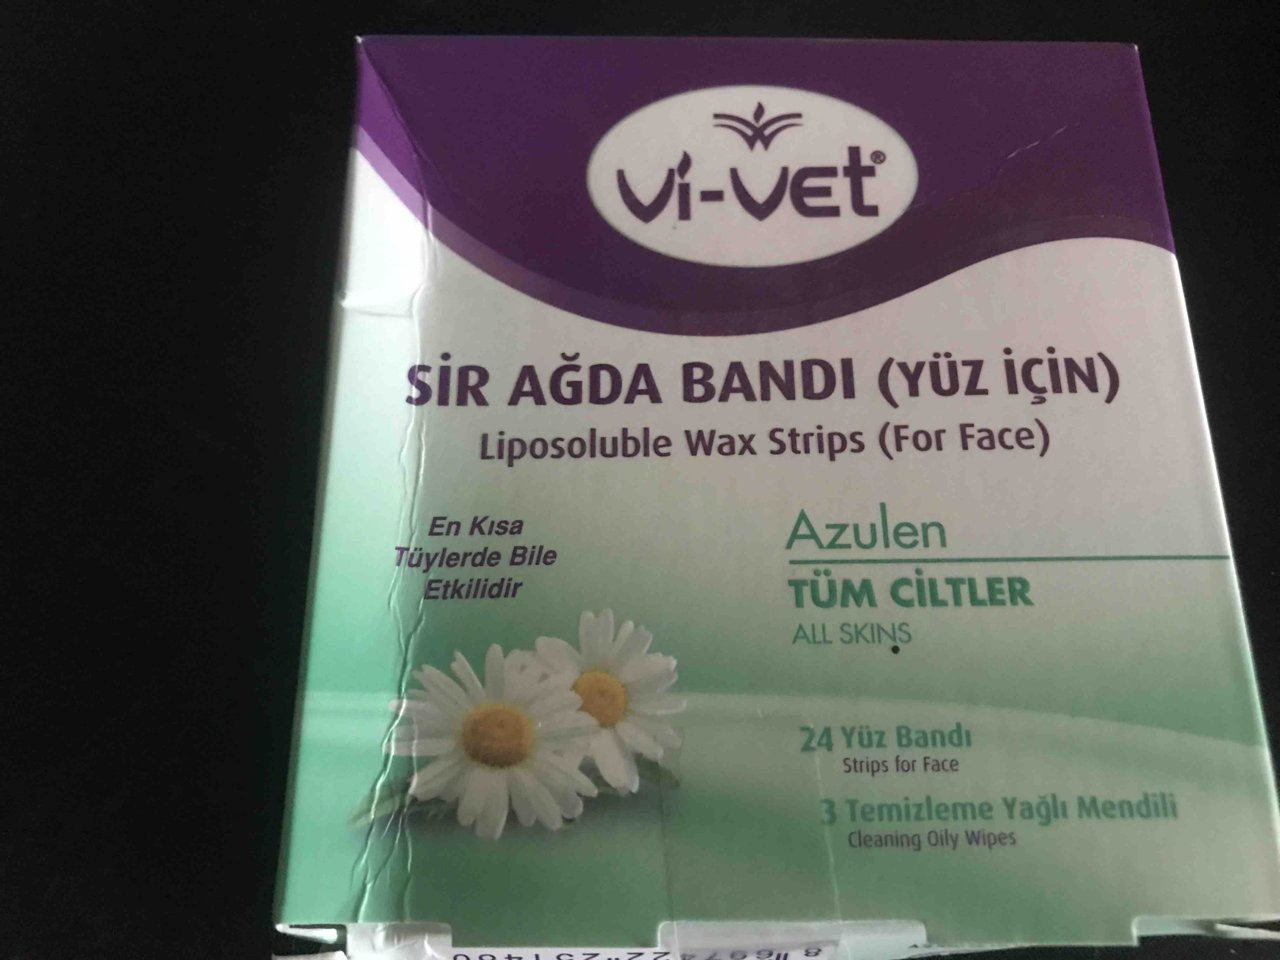 Vi-VEt®
SİR AĞDA BANDI (YÜZ İÇİN)
Liposoluble Wax Strips (For Face)
En Kısa
Tüylerde Bile
Etkilidir
Azulen
TÜM CİLTLER
ALL SKINS
24 Yüz Bandı
Strips for Face
3 Temizleme Yağlı Mendili
Cleaning Oily Wipes